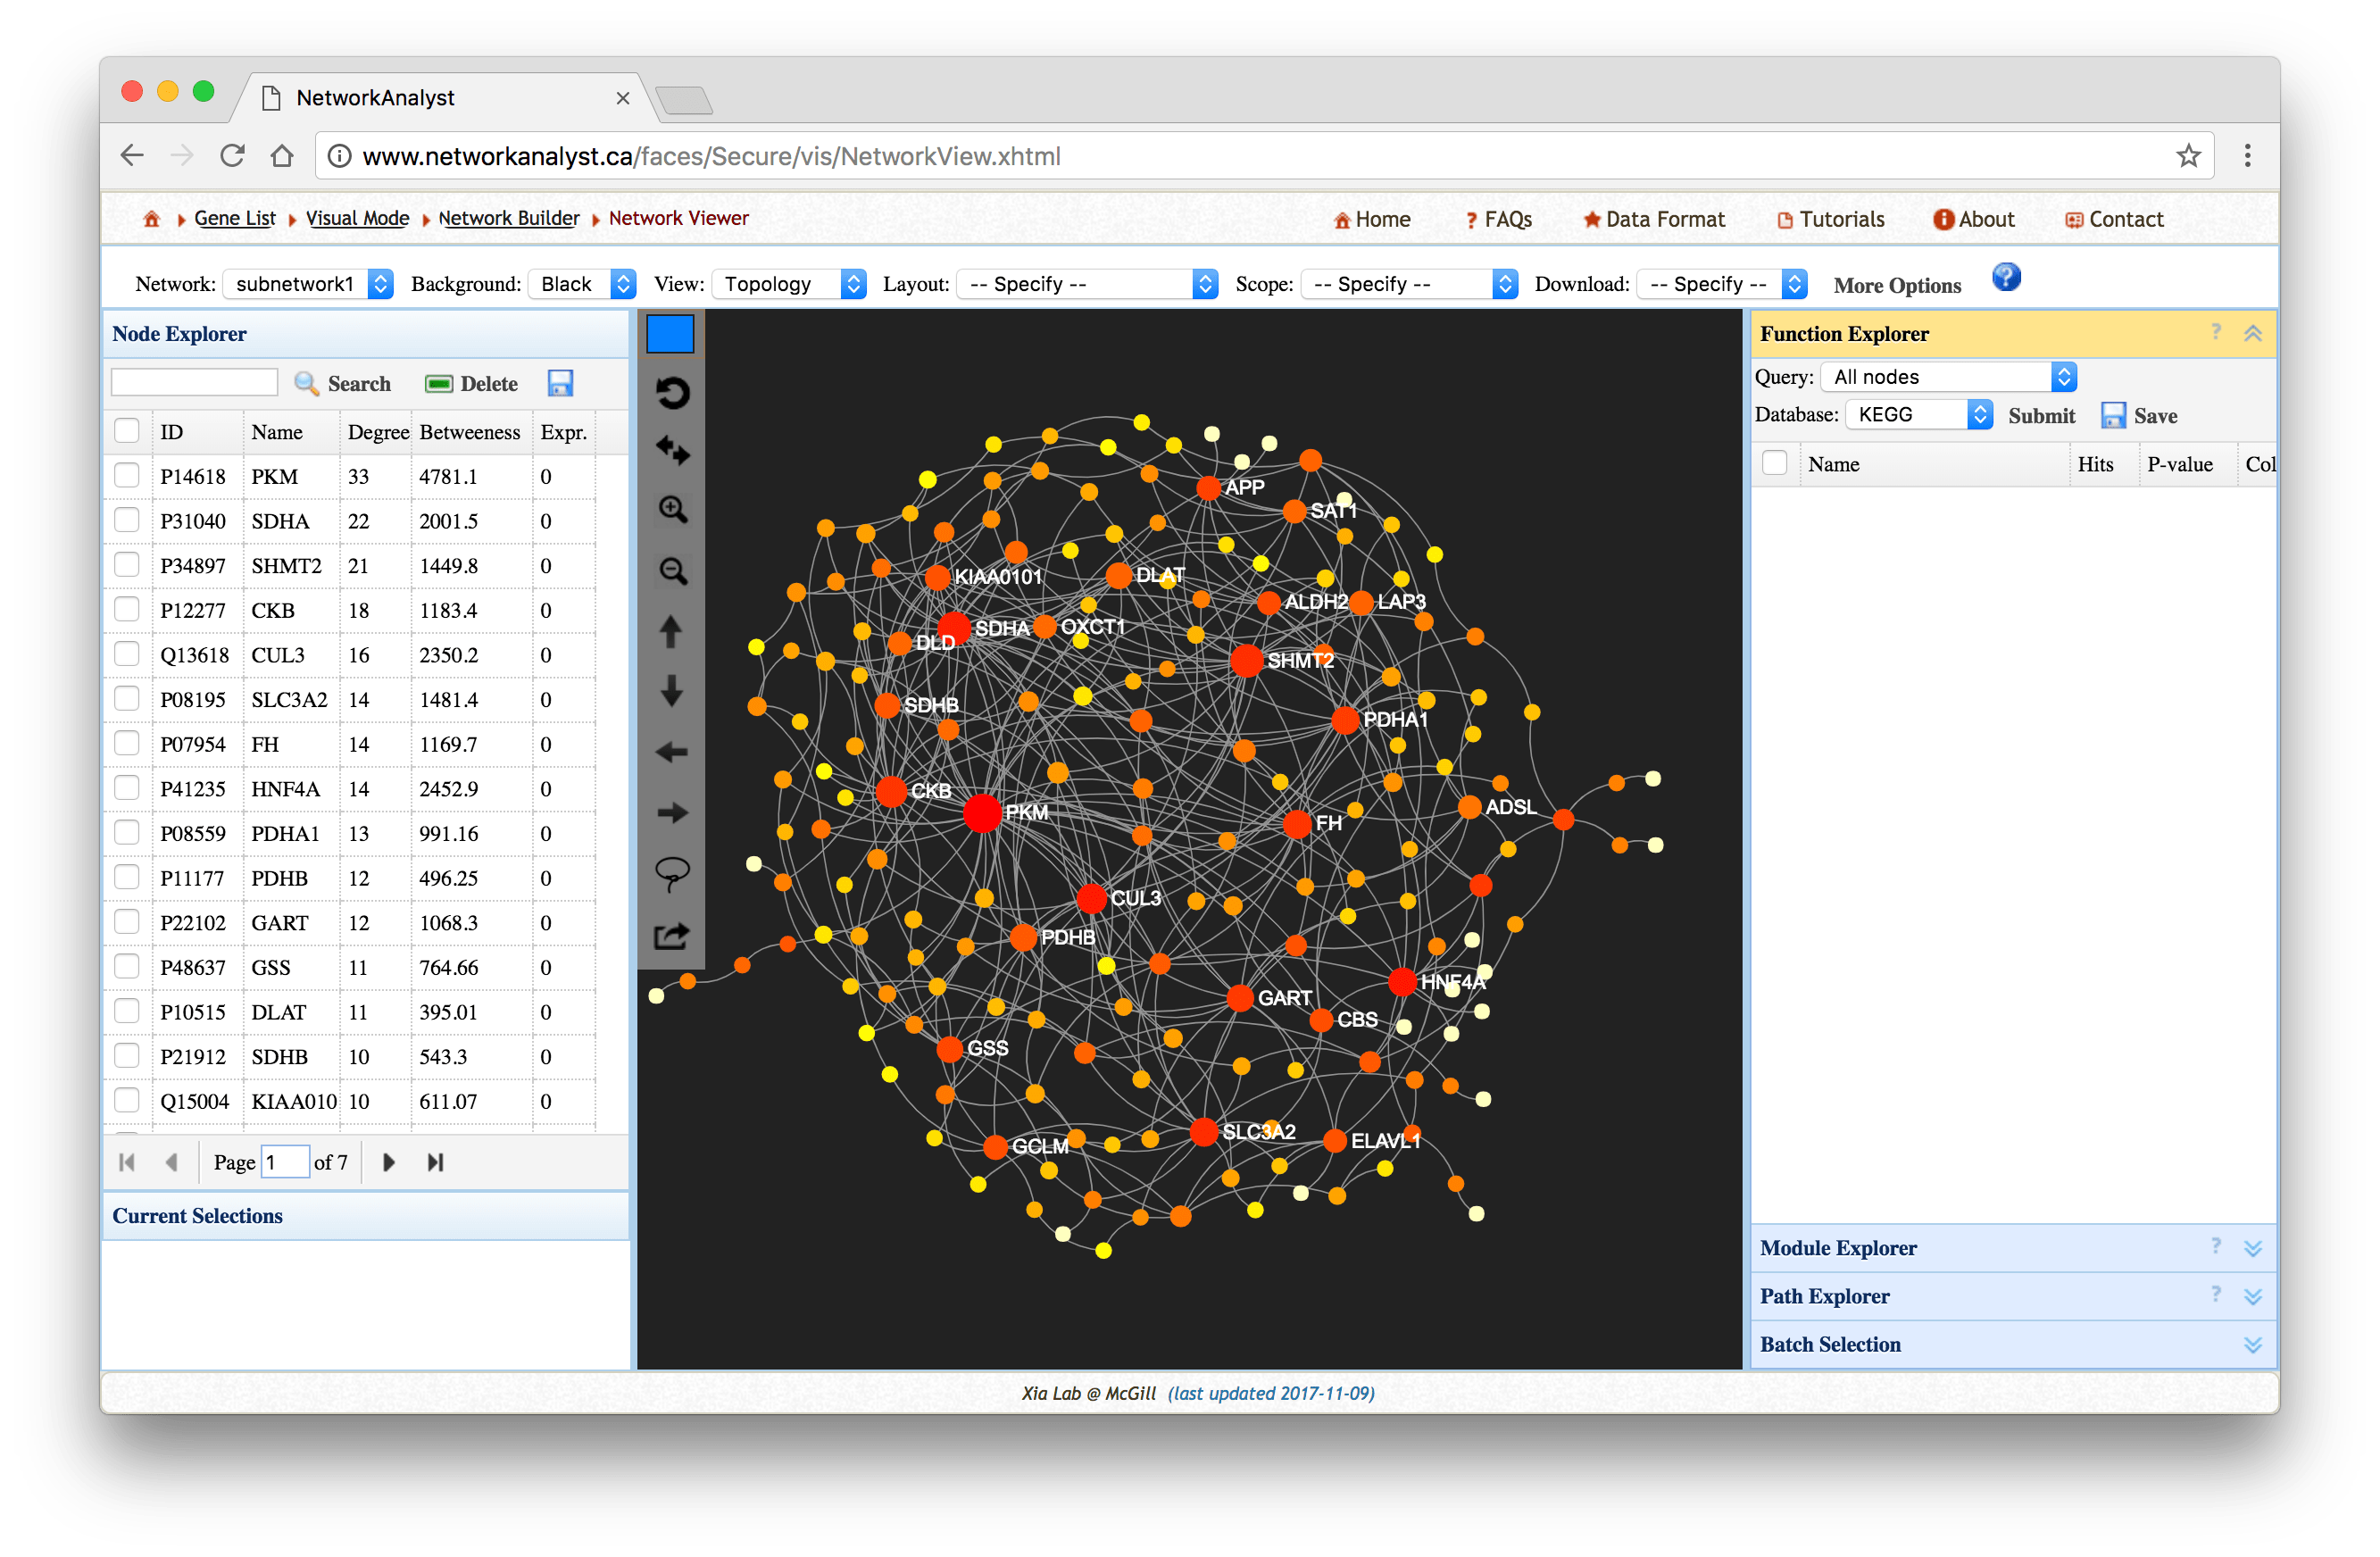 NetworkAnalyst
www.networkanalyst.ca/faces/Secure/vis/NetworkView.xhtml
Gene List Visual Mode Network Builder Network Viewer Home ? FAQs Data Format Tutorials About Contact
Network: subnetwork1 Background: Black View: Topology Layout: -- Specify -- Scope: -- Specify -- Download: -- Specify -- More Options ?
Node Explorer
Search Delete
ID Name Degree Betweeness Expr.
P14618 PKM 33 4781.1 0
P31040 SDHA 22 2001.5 0
P34897 SHMT2 21 1449.8 0
P12277 CKB 18 1183.4 0
Q13618 CUL3 16 2350.2 0
P08195 SLC3A2 14 1481.4 0
P07954 FH 14 1169.7 0
P41235 HNF4A 14 2452.9 0
P08559 PDHA1 13 991.16 0
P11177 PDHB 12 496.25 0
P22102 GART 12 1068.3 0
P48637 GSS 11 764.66 0
P10515 DLAT 11 395.01 0
P21912 SDHB 10 543.3 0
Q15004 KIAA010 10 611.07 0
Page 1 of 7
Current Selections
APP
SAT1
KIAA0101
DLAT
ALDH2
LAP3
SDHA
OXCT1
DLD
SHMT2
SDHB
PDHA1
CKB
PKM
ADSL
FH
CUL3
PDHB
HNF4A
GART
CBS
GSS
SLC3A2
ELAVL1
GCLM
Function Explorer ?
Query: All nodes
Database: KEGG Submit Save
Name Hits P-value Col
Module Explorer ?
Path Explorer ?
Batch Selection
Xia Lab @ McGill (last updated 2017-11-09)